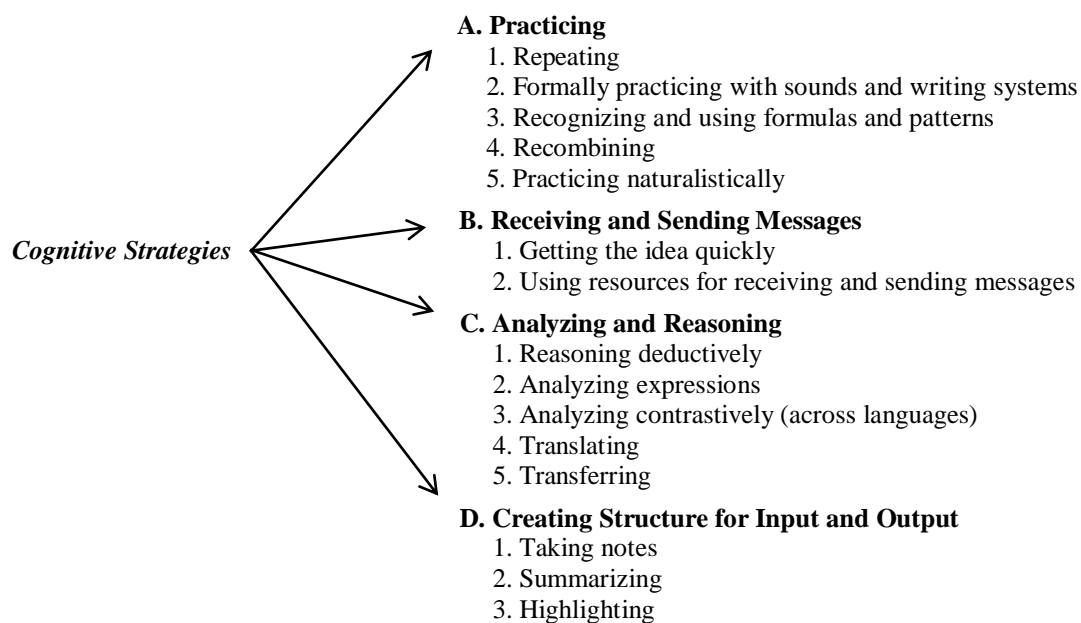 A. Practicing
1. Repeating
2. Formally practicing with sounds and writing systems
3. Recognizing and using formulas and patterns
4. Recombining
5. Practicing naturalistically
B. Receiving and Sending Messages
1. Getting the idea quickly
2. Using resources for receiving and sending messages
Cognitive Strategies
C. Analyzing and Reasoning
1. Reasoning deductively
2. Analyzing expressions
3. Analyzing contrastively (across languages)
4. Translating
5. Transferring
D. Creating Structure for Input and Output
1. Taking notes
2. Summarizing
3. Highlighting